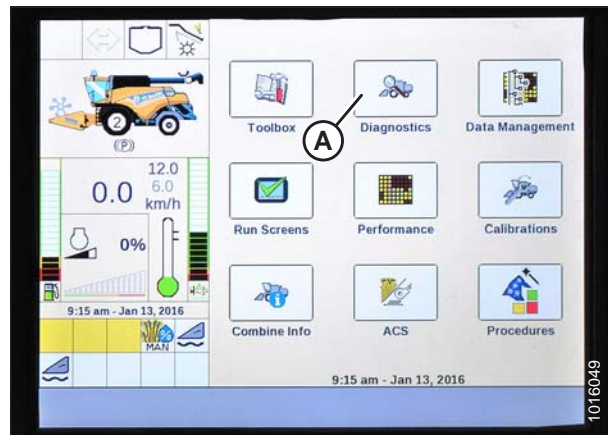 Toolbox
Diagnostics
Data Management
A
2
(P)
12.0
6.0
0.0
km/h
Run Screens
Performance
Calibrations
0%
9:15 am - Jan 13, 2016
MAN
Combine Info
ACS
Procedures
9:15 am - Jan 13, 2016
1016049